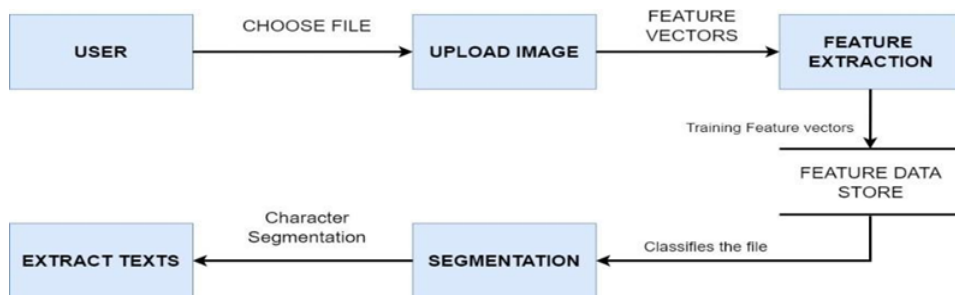 USER
CHOOSE FILE
UPLOAD IMAGE
FEATURE
VECTORS
FEATURE
EXTRACTION
Training Feature vectors
FEATURE DATA
STORE
Classifies the file
SEGMENTATION
Character
Segmentation
EXTRACT TEXTS